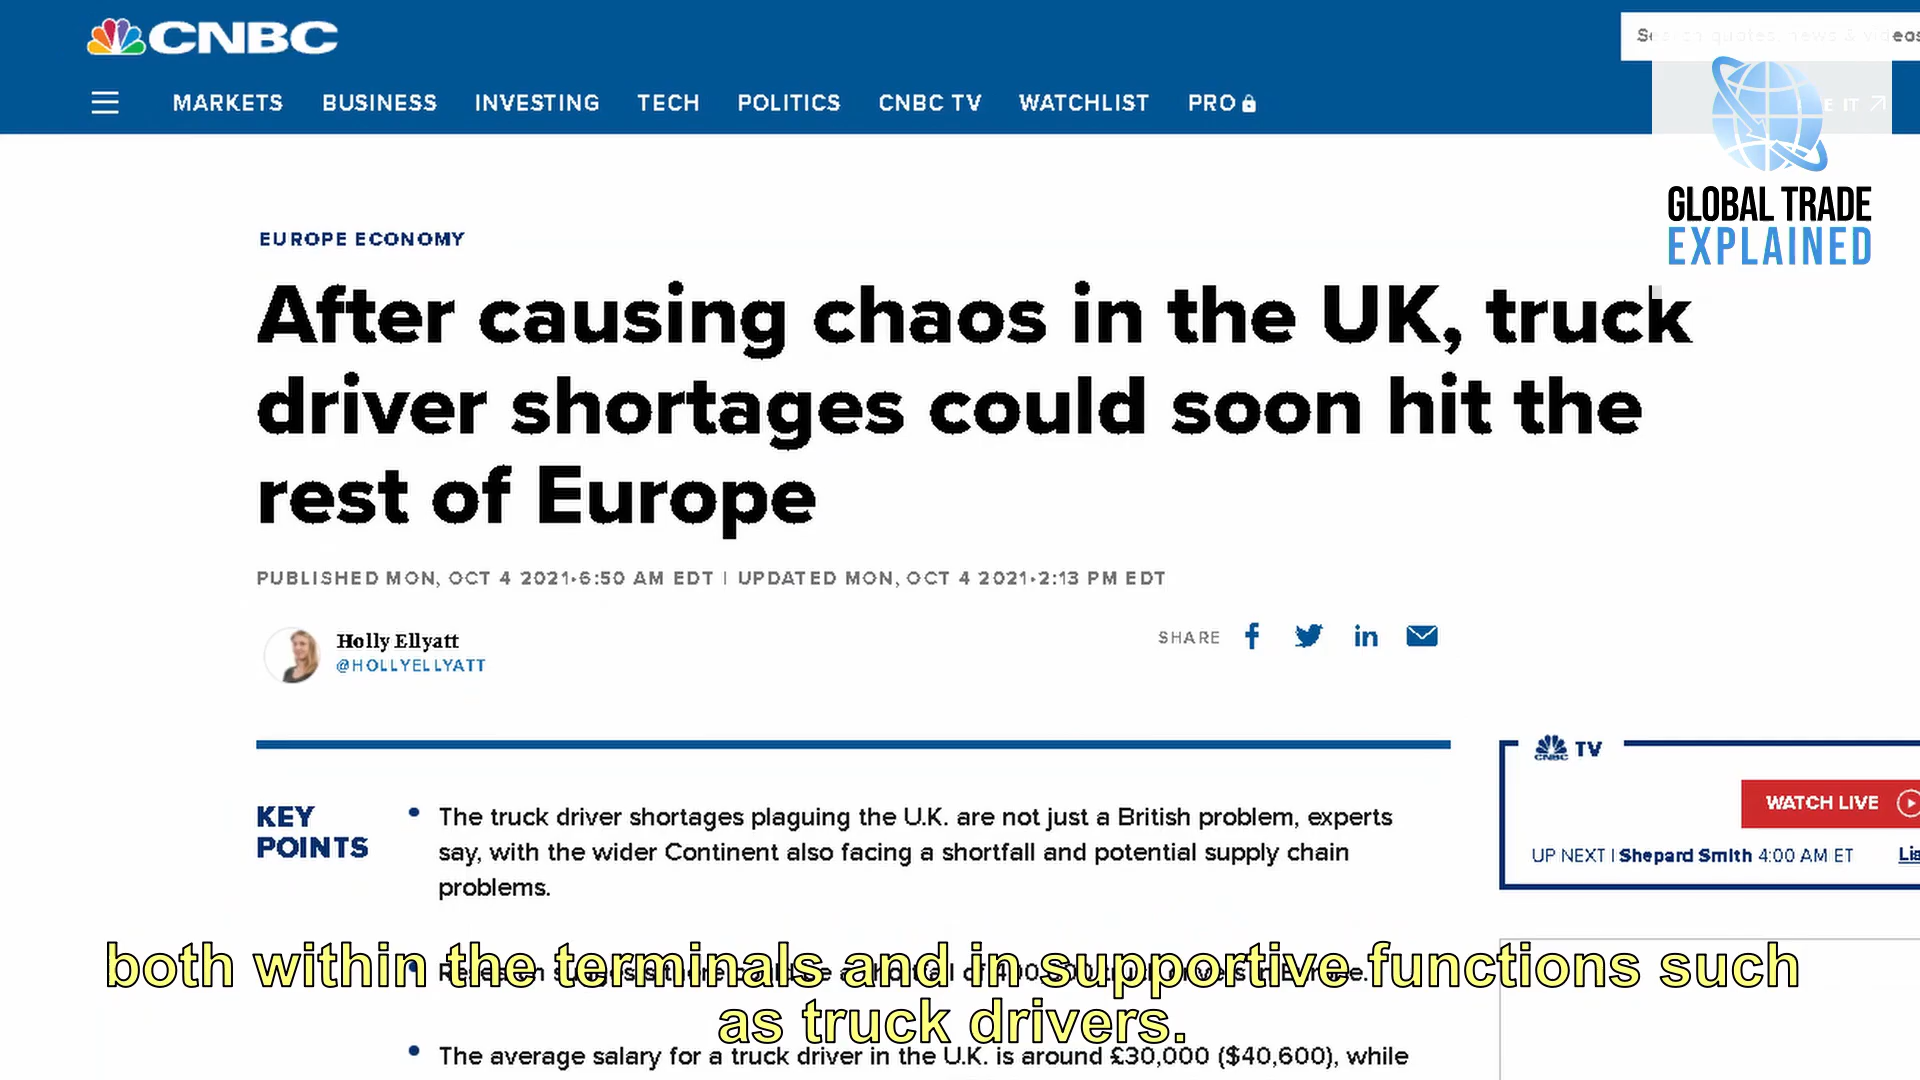 CNBC
MARKETS BUSINESS INVESTING TECH POLITICS CNBC TV WATCHLIST PRO
GLOBAL TRADE
EXPLAINED
EUROPE ECONOMY
After causing chaos in the UK, truck
driver shortages could soon hit the
rest of Europe
PUBLISHED MON, OCT 4 2021•6:50 AM EDT | UPDATED MON, OCT 4 2021•2:13 PM EDT
Holly Ellyatt
@HOLLYELLYATT
SHARE
CNBC TV
WATCH LIVE
UP NEXT | Shepard Smith 4:00 AM ET
KEY
POINTS
The truck driver shortages plaguing the U.K. are not just a British problem, experts
say, with the wider Continent also facing a shortfall and potential supply chain
problems.
both within the terminals and in supportive functions such
as truck drivers.
The average salary for a truck driver in the U.K. is around £30,000 ($40,600), while